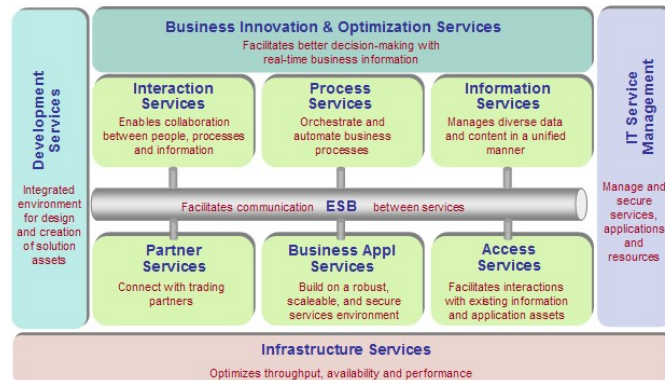 Business Innovation & Optimization Services
Facilitates better decision-making with
real-time business information
Development
Services
Integrated
environment
for design
and creation
of solution
assets
Interaction
Services
Enables collaboration
between people, processes
and information
Process
Services
Orchestrate and
automate business
processes
Information
Services
Manages diverse data
and content in a unified
manner
IT Service
Management
Manage and
secure
services,
applications
and
resources
Facilitates communication ESB between services
Partner
Services
Connect with trading
partners
Business Appl
Services
Build on a robust,
scaleable, and secure
services environment
Access
Services
Facilitates interactions
with existing information
and application assets
Infrastructure Services
Optimizes throughput, availability and performance